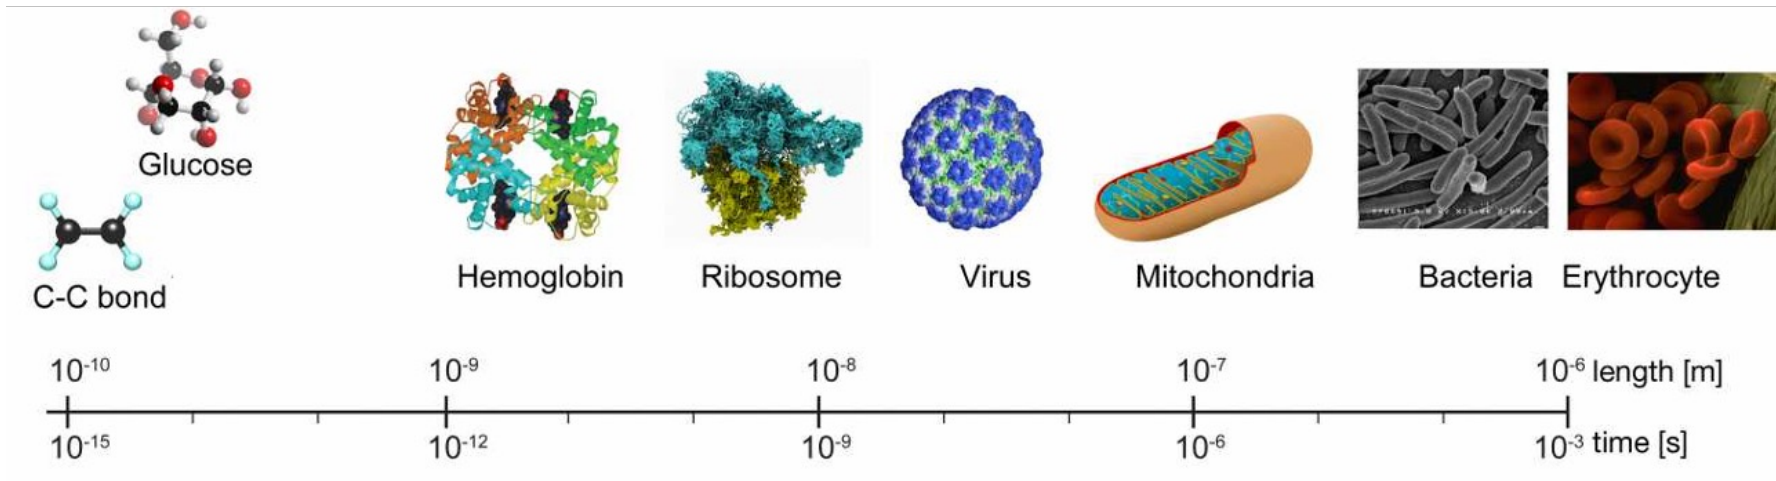 Glucose
C-C bond
Hemoglobin
Ribosome
Virus
Mitochondria
Bacteria
Erythrocyte
10⁻¹⁰ 10⁻⁹ 10⁻⁸ 10⁻⁷ 10⁻⁶ length [m]
10⁻¹⁵ 10⁻¹² 10⁻⁹ 10⁻⁶ 10⁻³ time [s]